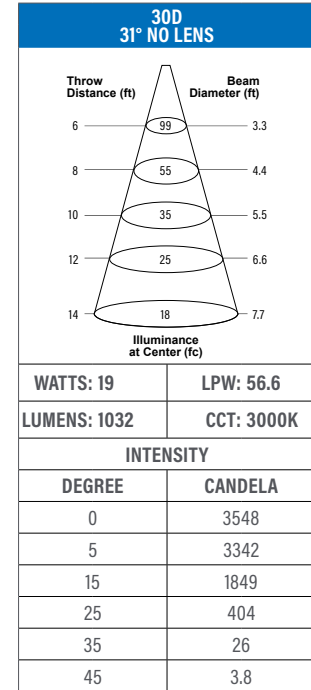 30D
31° NO LENS
Throw Beam
Distance (ft) Diameter (ft)
6 99 3.3
8 55 4.4
10 35 5.5
12 25 6.6
14 18 7.7
Illuminance
at Center (fc)
WATTS: 19 LPW: 56.6
LUMENS: 1032 CCT: 3000K
INTENSITY
DEGREE CANDELA
0 3548
5 3342
15 1849
25 404
35 26
45 3.8